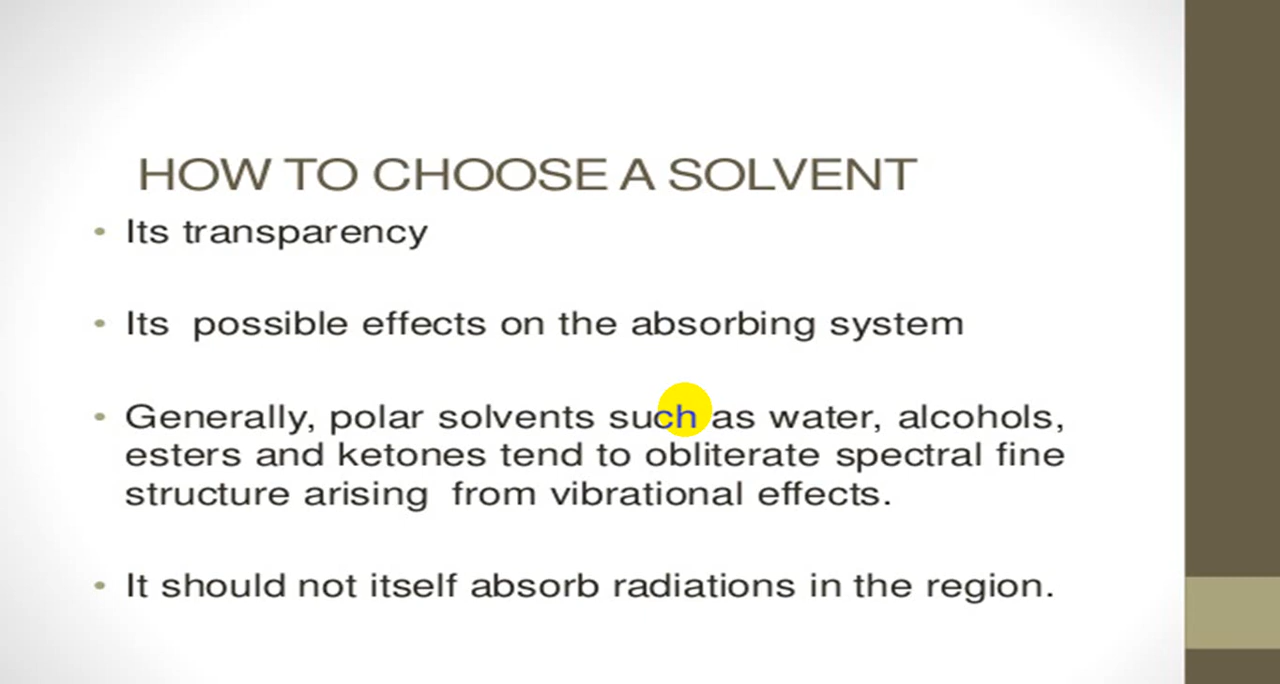 HOW TO CHOOSE A SOLVENT
• Its transparency
• Its possible effects on the absorbing system
• Generally, polar solvents such as water, alcohols,
esters and ketones tend to obliterate spectral fine
structure arising from vibrational effects.
• It should not itself absorb radiations in the region.